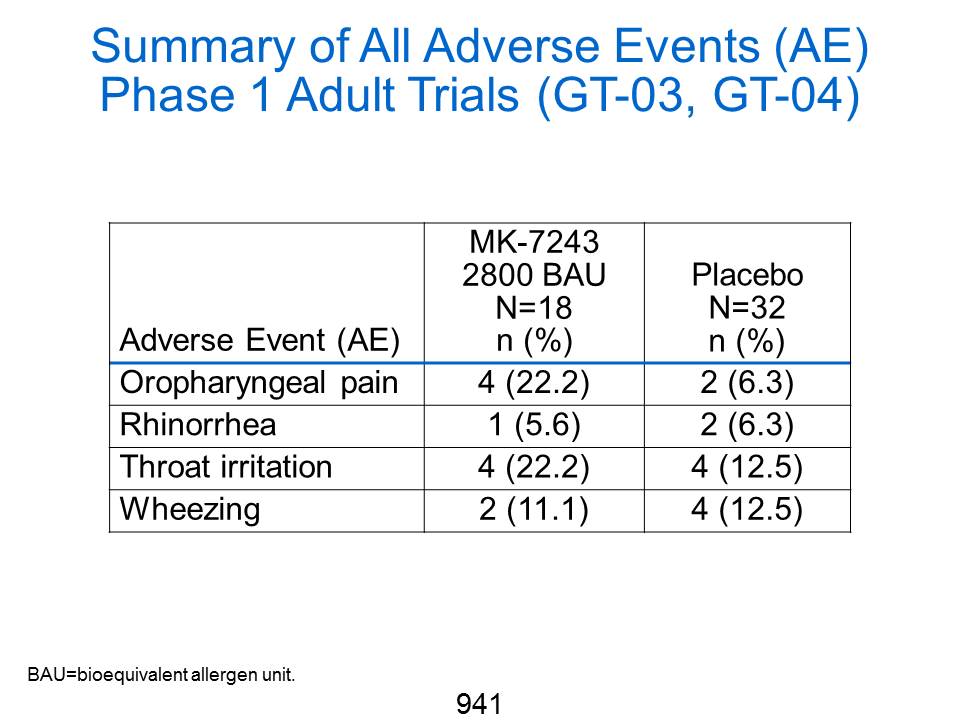 Summary of All Adverse Events (AE)
Phase 1 Adult Trials (GT-03, GT-04)
Adverse Event (AE)
MK-7243
2800 BAU
N=18
n (%)
Placebo
N=32
n (%)
Oropharyngeal pain 4 (22.2) 2 (6.3)
Rhinorrhea 1 (5.6) 2 (6.3)
Throat irritation 4 (22.2) 4 (12.5)
Wheezing 2 (11.1) 4 (12.5)
BAU=bioequivalent allergen unit.
941